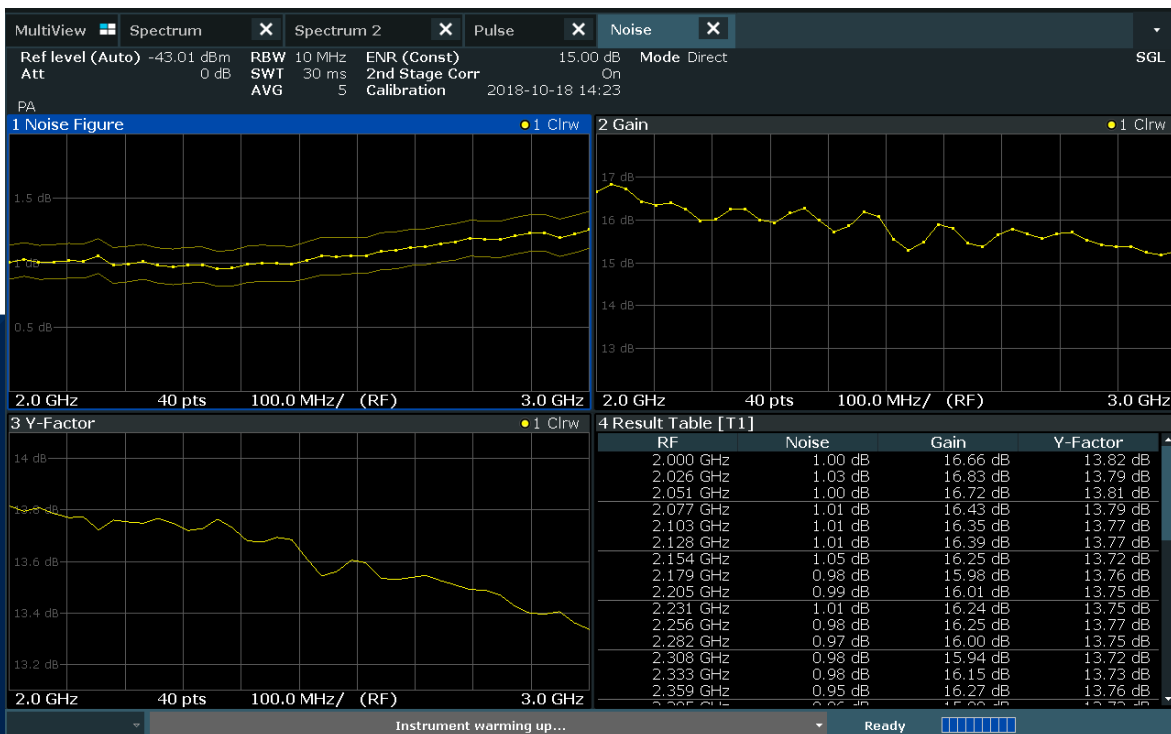 MultiView Spectrum Spectrum 2 Pulse Noise
Ref level (Auto) -43.01 dBm RBW 10 MHz ENR (Const) 15.00 dB Mode Direct SGL
Att 0 dB SWT 30 ms 2nd Stage Corr On
AVG 5 Calibration 2018-10-18 14:23
PA
1 Noise Figure 1 Clrw
1.5 dB
1 dB
0.5 dB
2.0 GHz 40 pts 100.0 MHz/ (RF) 3.0 GHz
2 Gain 1 Clrw
17 dB
16 dB
15 dB
14 dB
13 dB
2.0 GHz 40 pts 100.0 MHz/ (RF) 3.0 GHz
3 Y-Factor 1 Clrw
14 dB
13.8 dB
13.6 dB
13.4 dB
13.2 dB
2.0 GHz 40 pts 100.0 MHz/ (RF) 3.0 GHz
4 Result Table [T1]
RF Noise Gain Y-Factor
2.000 GHz 1.00 dB 16.66 dB 13.82 dB
2.026 GHz 1.03 dB 16.83 dB 13.79 dB
2.051 GHz 1.00 dB 16.72 dB 13.81 dB
2.077 GHz 1.01 dB 16.43 dB 13.79 dB
2.103 GHz 1.01 dB 16.35 dB 13.77 dB
2.128 GHz 1.01 dB 16.39 dB 13.77 dB
2.154 GHz 1.05 dB 16.25 dB 13.72 dB
2.179 GHz 0.98 dB 15.98 dB 13.76 dB
2.205 GHz 0.99 dB 16.01 dB 13.75 dB
2.231 GHz 1.01 dB 16.24 dB 13.75 dB
2.256 GHz 0.98 dB 16.25 dB 13.77 dB
2.282 GHz 0.97 dB 16.00 dB 13.75 dB
2.308 GHz 0.98 dB 15.94 dB 13.72 dB
2.333 GHz 0.98 dB 16.15 dB 13.73 dB
2.359 GHz 0.95 dB 16.27 dB 13.76 dB
Instrument warming up... Ready